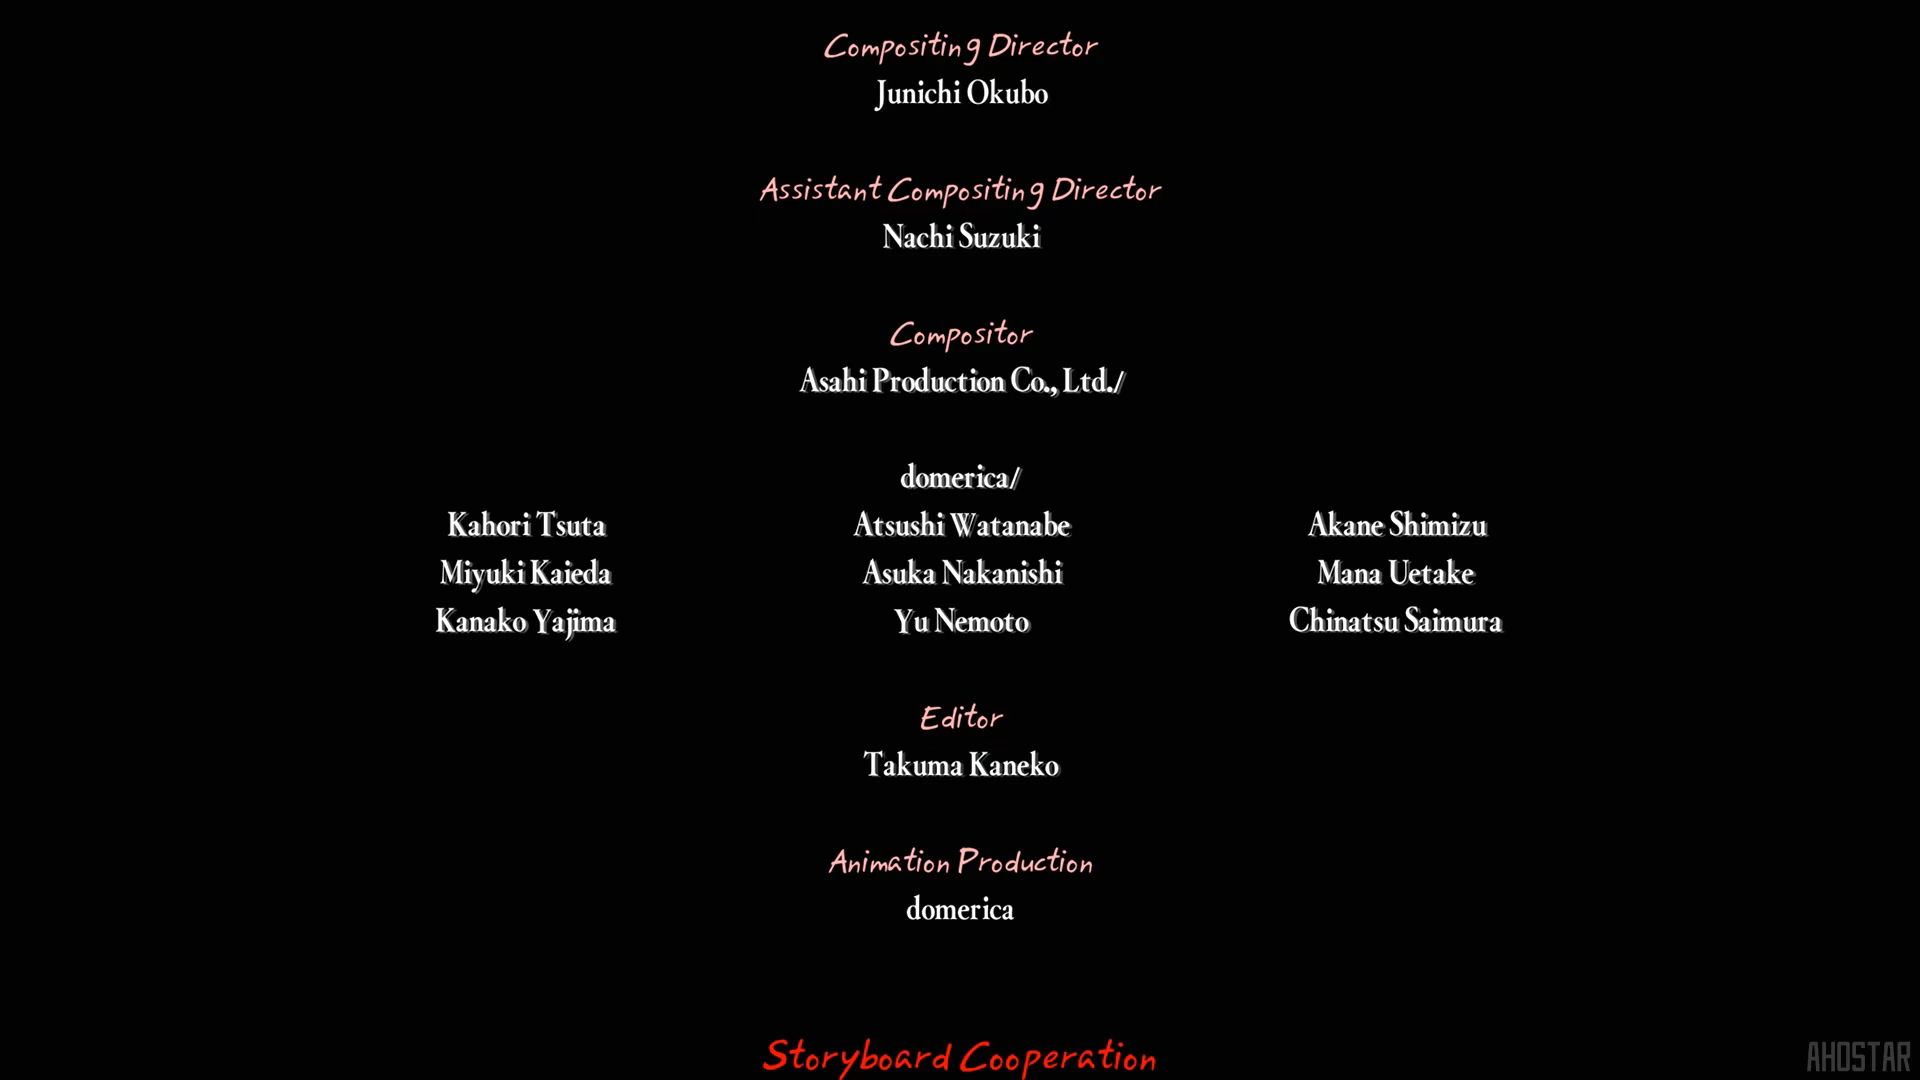 Compositing Director
Junichi Okubo
Assistant Compositing Director
Nachi Suzuki
Compositor
Asahi Production Co., Ltd./
domerica/
Kahori Tsuta Atsushi Watanabe Akane Shimizu
Miyuki Kaieda Asuka Nakanishi Mana Uetake
Kanako Yajima Yu Nemoto Chinatsu Saimura
Editor
Takuma Kaneko
Animation Production
domerica
Storyboard Cooperation
AHOSTAR